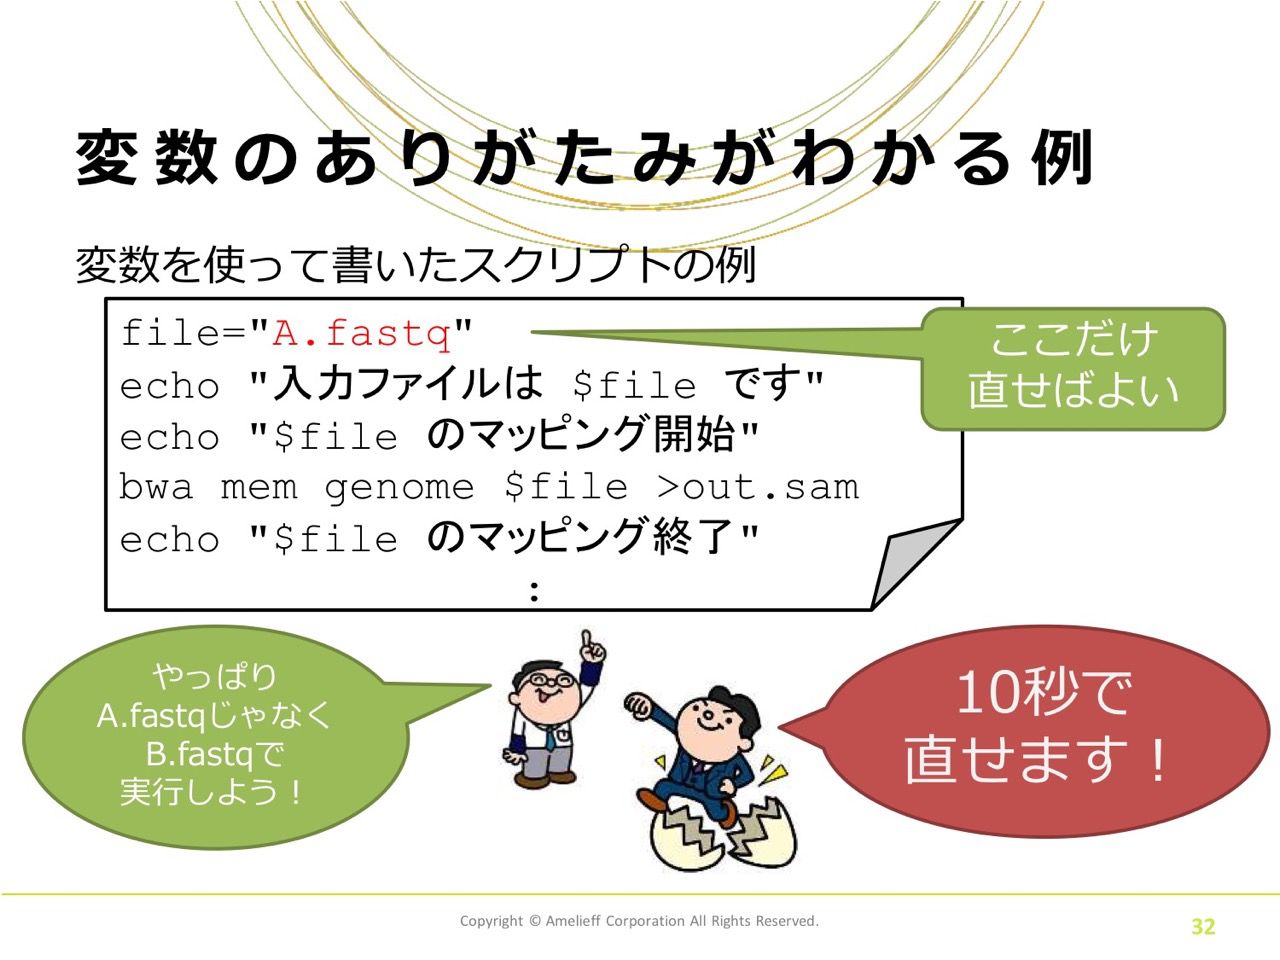 変数のありがたみがわかる例
変数を使って書いたスクリプトの例
file="A.fastq"
echo "入力ファイルは $file です"
echo "$file のマッピング開始"
bwa mem genome $file >out.sam
echo "$file のマッピング終了"
:
ここだけ
直せばよい
やっぱり
A.fastqじゃなく
B.fastqで
実行しよう！
10秒で
直せます！
Copyright © Amelieff Corporation All Rights Reserved.
32